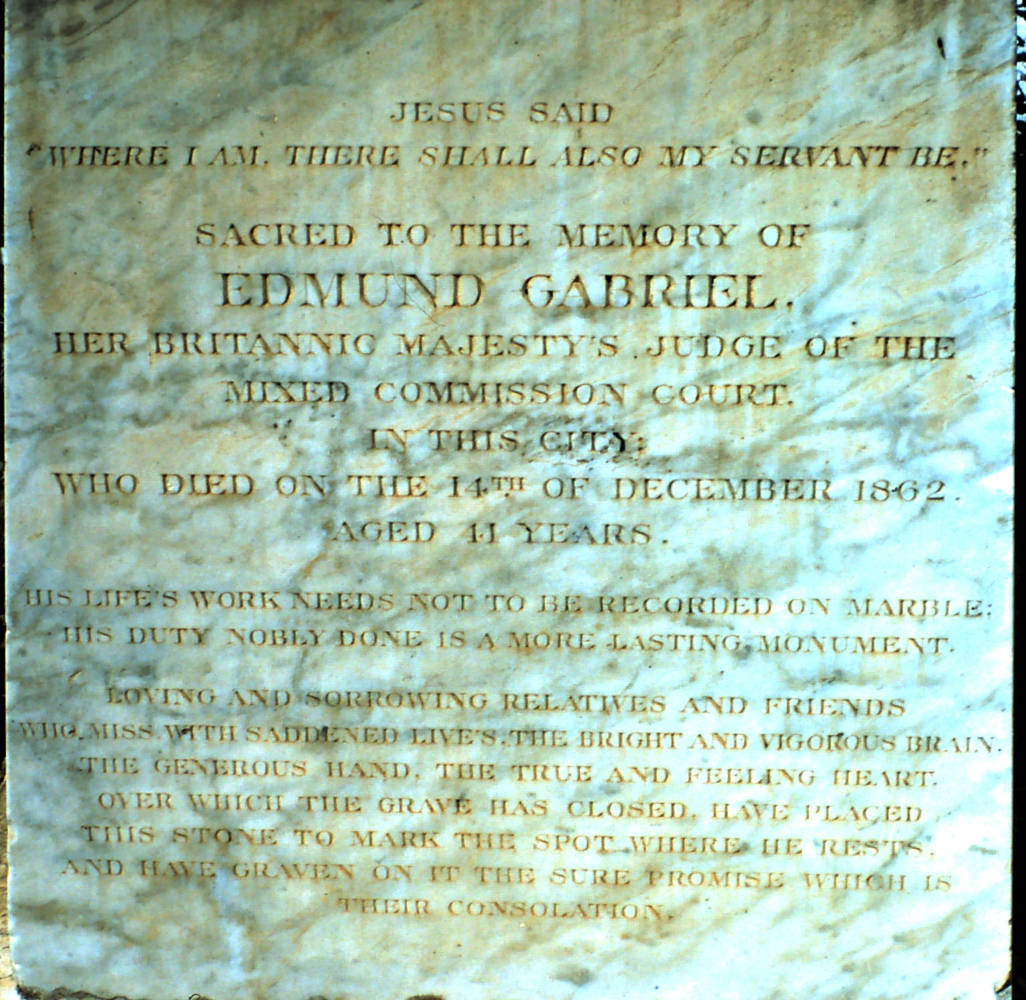 JESUS SAID
"WHERE I AM, THERE SHALL ALSO MY SERVANT BE."
SACRED TO THE MEMORY OF
EDMUND GABRIEL,
HER BRITANNIC MAJESTY'S JUDGE OF THE
MIXED COMMISSION COURT.
IN THIS CITY;
WHO DIED ON THE 14TH OF DECEMBER 1862.
AGED 41 YEARS.
HIS LIFE'S WORK NEEDS NOT TO BE RECORDED ON MARBLE:
HIS DUTY NOBLY DONE IS A MORE LASTING MONUMENT.
LOVING AND SORROWING RELATIVES AND FRIENDS
WHO MISS WITH SADDENED LIVE'S THE BRIGHT AND VIGOROUS BRAIN.
THE GENEROUS HAND, THE TRUE AND FEELING HEART.
OVER WHICH THE GRAVE HAS CLOSED, HAVE PLACED
THIS STONE TO MARK THE SPOT WHERE HE RESTS,
AND HAVE GRAVEN ON IT THE SURE PROMISE WHICH IS
THEIR CONSOLATION.